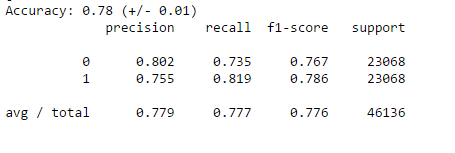 Accuracy: 0.78 (+/- 0.01)
precision recall f1-score support
0 0.802 0.735 0.767 23068
1 0.755 0.819 0.786 23068
avg / total 0.779 0.777 0.776 46136